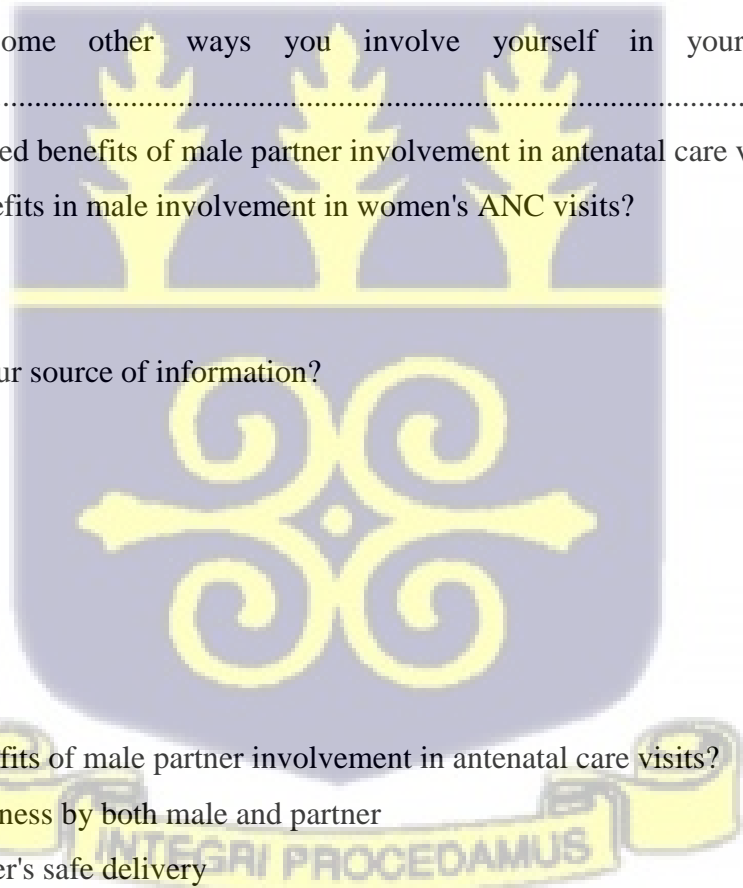 ome other ways you involve yourself in your
....................................................................................................
ed benefits of male partner involvement in antenatal care v
efits in male involvement in women's ANC visits?
ur source of information?
fits of male partner involvement in antenatal care visits?
ness by both male and partner
er's safe delivery
INTEGRI PROCEDAMUS